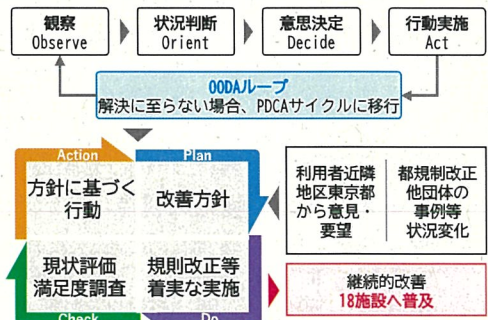 観察
Observe
状況判断
Orient
意思決定
Decide
行動実施
Act
OODAループ
解決に至らない場合、PDCAサイクルに移行
Action
方針に基づく
行動
Plan
改善方針
現状評価
満足度調査
Check
規則改正等
着実な実施
Do
利用者近隣
地区東京都
から意見・
要望
都規制改正
他団体の
事例等
状況変化
継続的改善
18施設へ普及